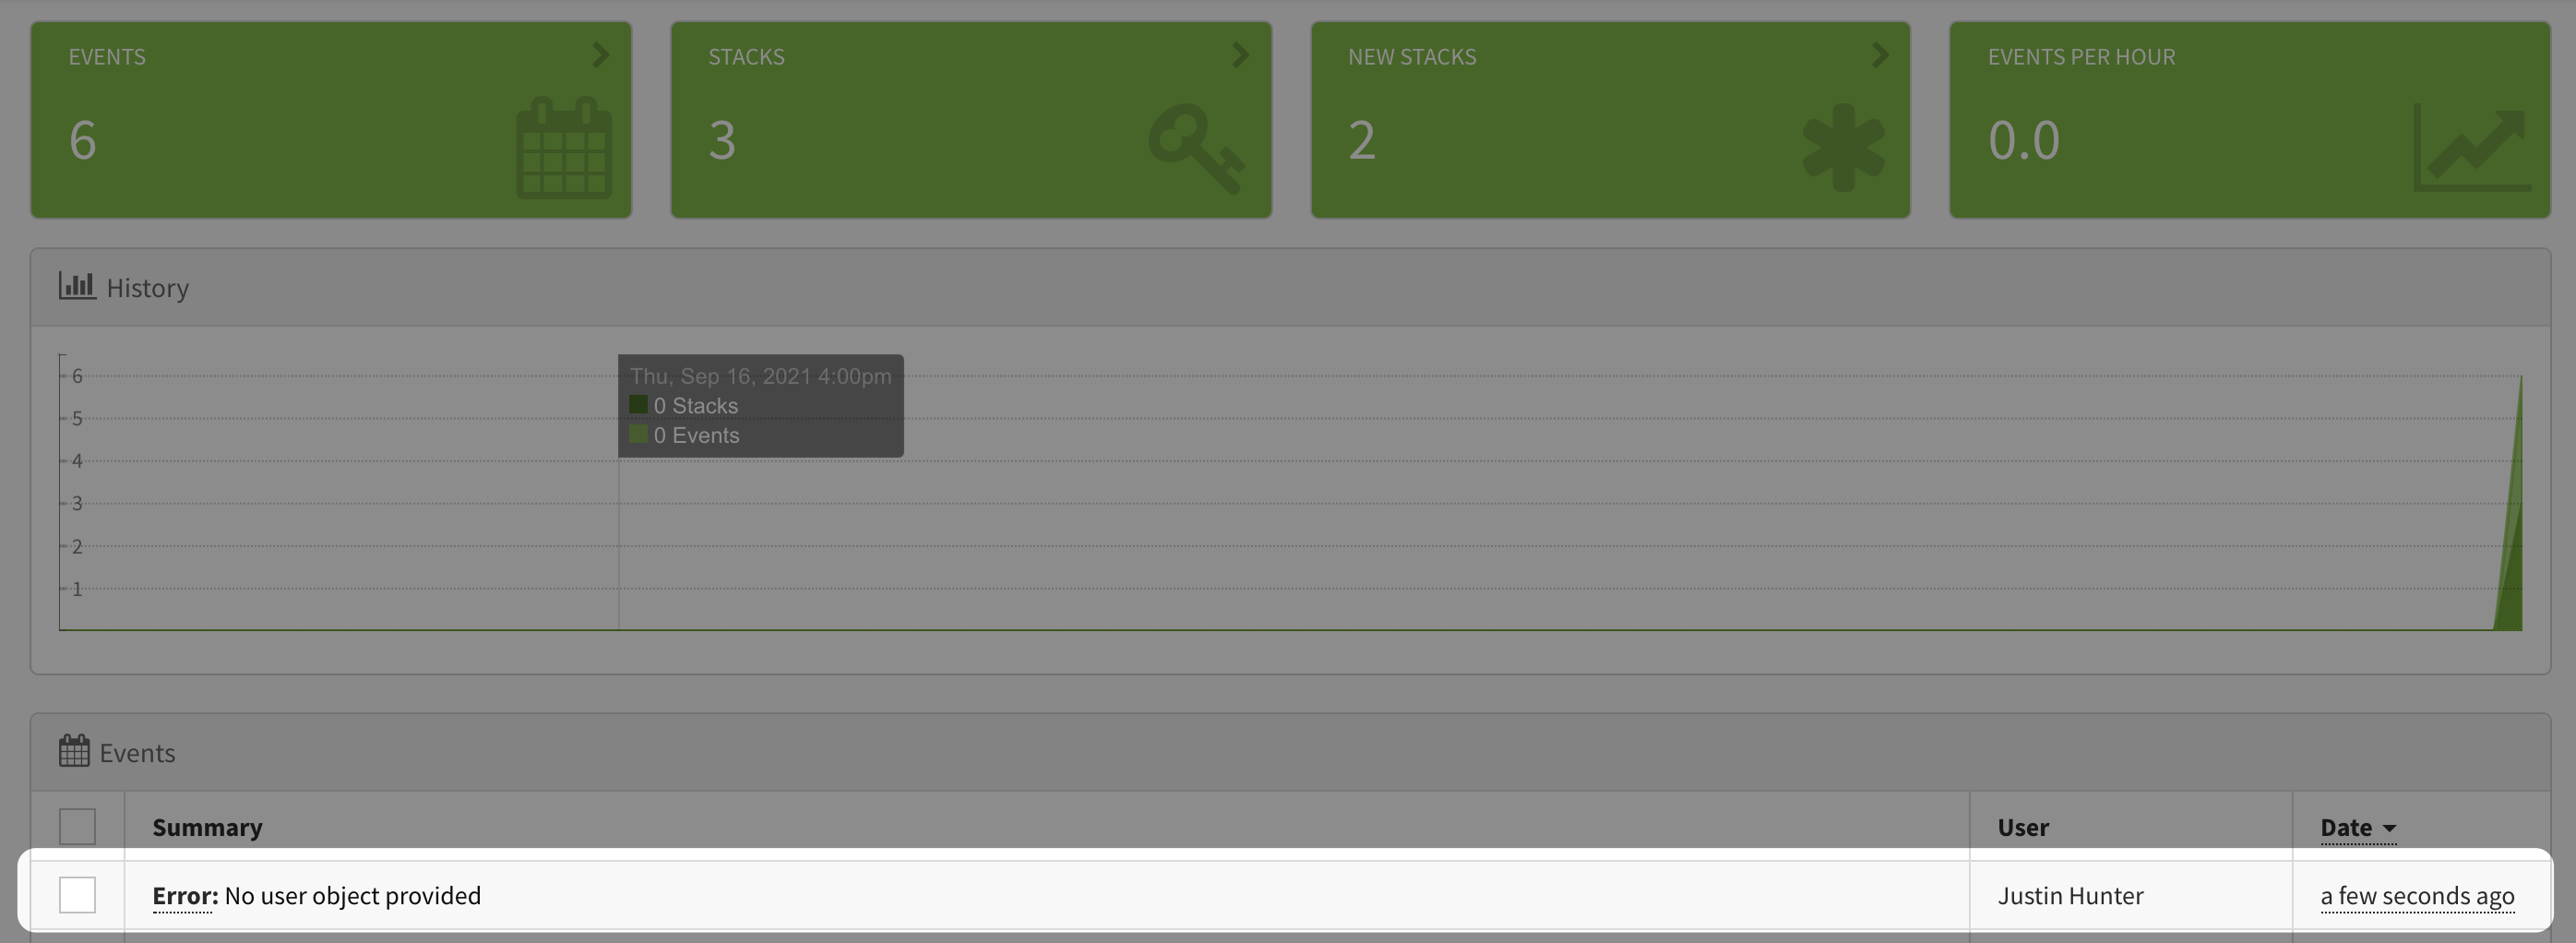 EVENTS
6
STACKS
3
NEW STACKS
2
EVENTS PER HOUR
0.0
History
6
5
4
3
2
1
Thu, Sep 16, 2021 4:00pm
0 Stacks
0 Events
Events
Summary User Date
Error: No user object provided Justin Hunter a few seconds ago